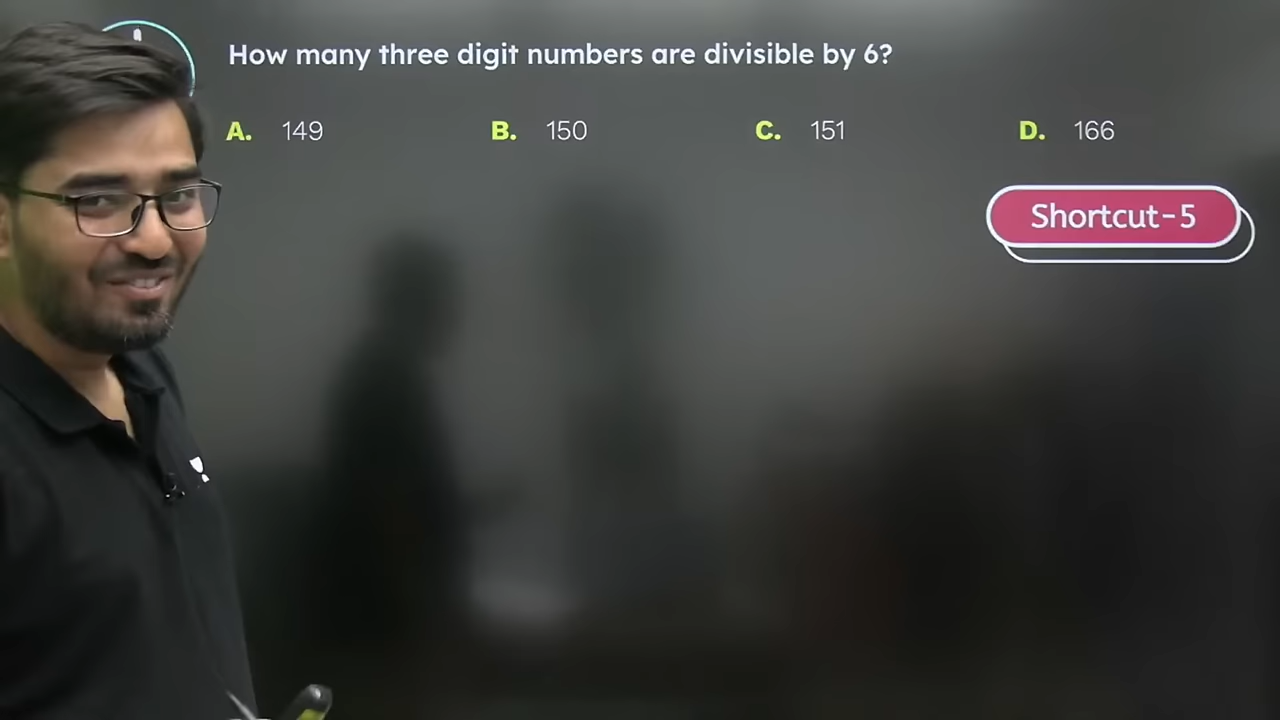 How many three digit numbers are divisible by 6?
A. 149 B. 150 C. 151 D. 166
Shortcut-5